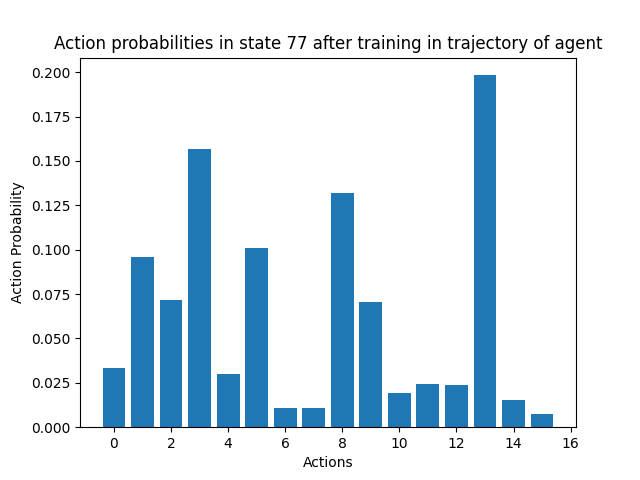 Action probabilities in state 77 after training in trajectory of agent
0.200
0.175
0.150
0.125
0.100
0.075
0.050
0.025
0.000
Action Probability
0 2 4 6 8 10 12 14 16
Actions